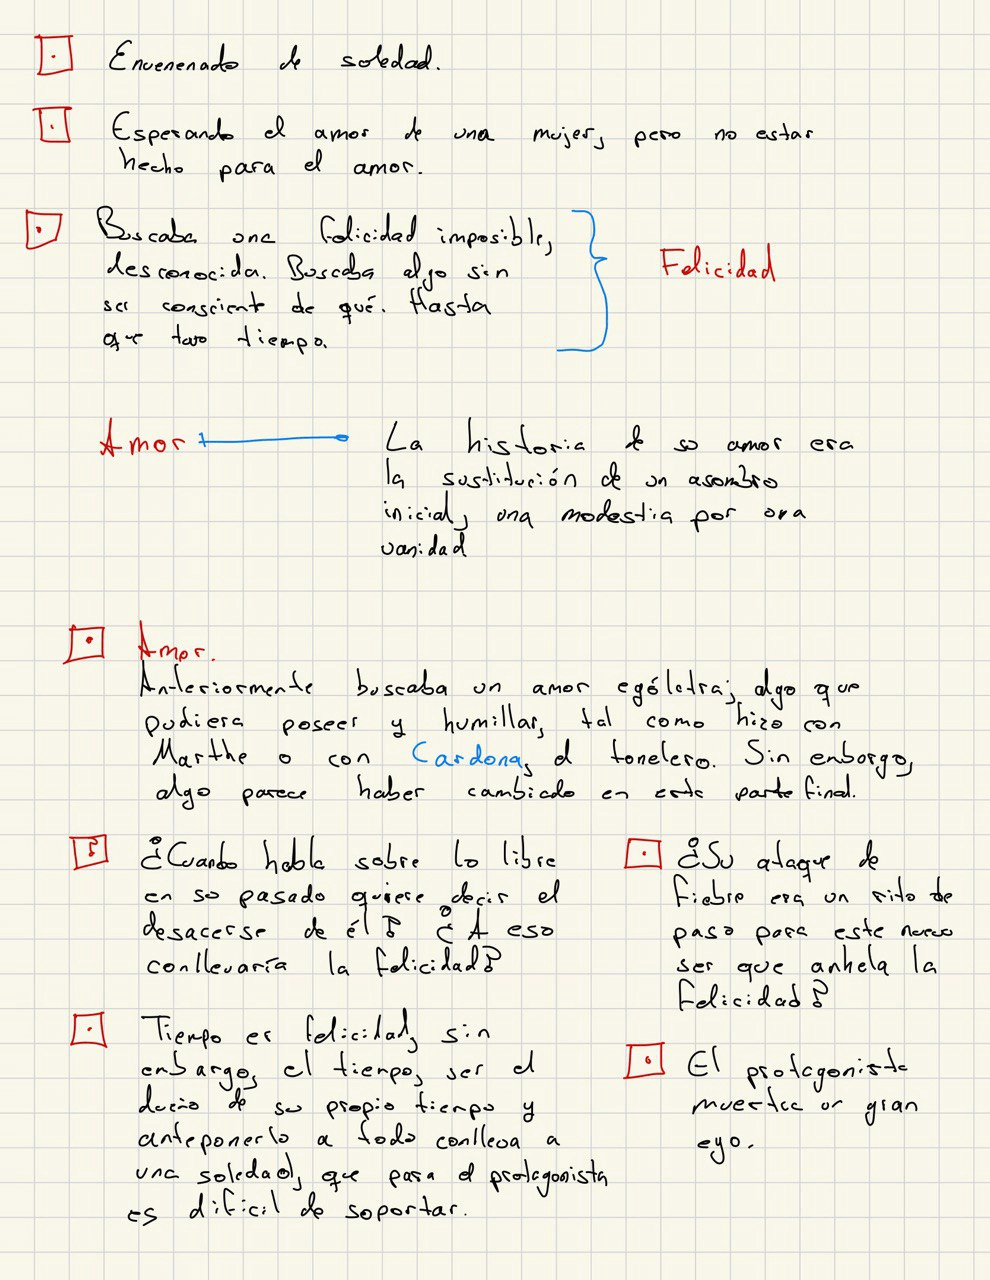 Envenenado de soledad.
Esperando el amor de una mujer, pero no estar
hecho para el amor.
Buscaba una felicidad imposible,
desconocida. Buscaba algo sin
ser consciente de qué. Hasta
que tuvo tiempo.
Felicidad
Amor
La historia de su amor era
la sustitución de un asombro
inicial, una modestia por una
vanidad
Amor.
Anteriormente buscaba un amor ególatra; algo que
pudiera poseer y humillar, tal como hizo con
Marthe o con Cardona, el tonelero. Sin enborgo,
algo parece haber cambiado en este parte final.
¿Cuando habla sobre lo libre
en su pasado quiere decir el
desacerse de él? ¿A eso
conllevaría la felicidad?
¿Su ataque de
fiebre era un rito de
paso para este nuevo
ser que anhela la
felicidad?
Tiempo es felicidad, sin
enbargo, el tiempo, ser el
dueño de su propio tiempo y
anteponerlo a todo conlleva a
una soledad, que para el protagonista
es dificil de soportar.
El protagonista
muestra un gran
ego.